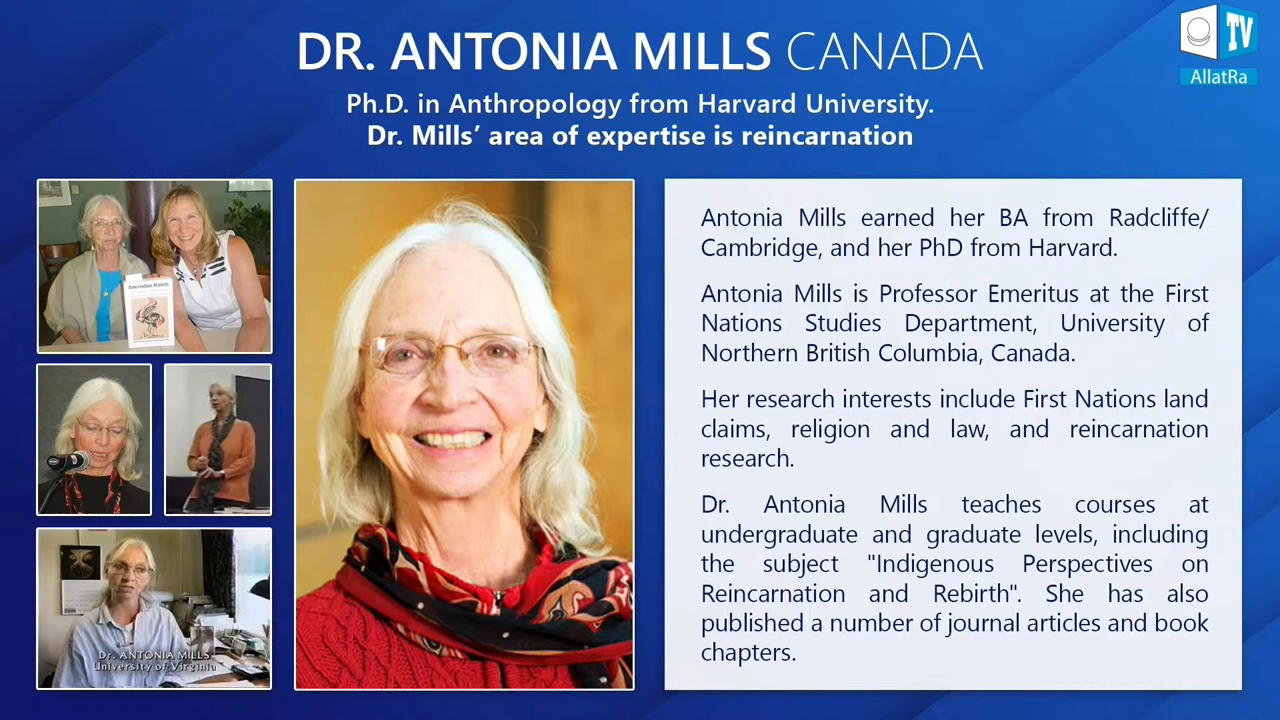 DR. ANTONIA MILLS CANADA
Ph.D. in Anthropology from Harvard University.
Dr. Mills’ area of expertise is reincarnation
TV
AllatRa
Antonia Mills earned her BA from Radcliffe/
Cambridge, and her PhD from Harvard.
Antonia Mills is Professor Emeritus at the First
Nations Studies Department, University of
Northern British Columbia, Canada.
Her research interests include First Nations land
claims, religion and law, and reincarnation
research.
Dr. Antonia Mills teaches courses at
undergraduate and graduate levels, including
the subject "Indigenous Perspectives on
Reincarnation and Rebirth". She has also
published a number of journal articles and book
chapters.
Amerindian Rebirth
Dr. ANTONIA MILLS
University of Virginia